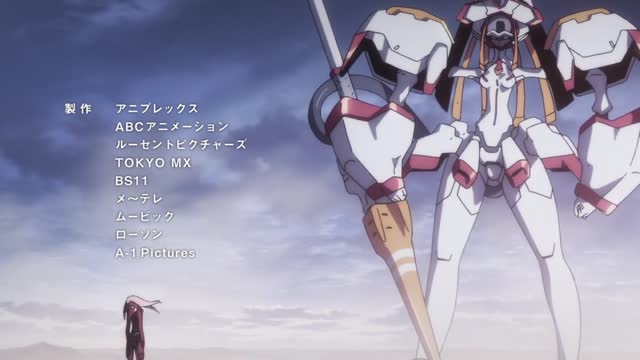 製作 アニプレックス
ABCアニメーション
ルーセントピクチャーズ
TOKYO MX
BS11
メ〜テレ
ムービック
ローソン
A-1 Pictures